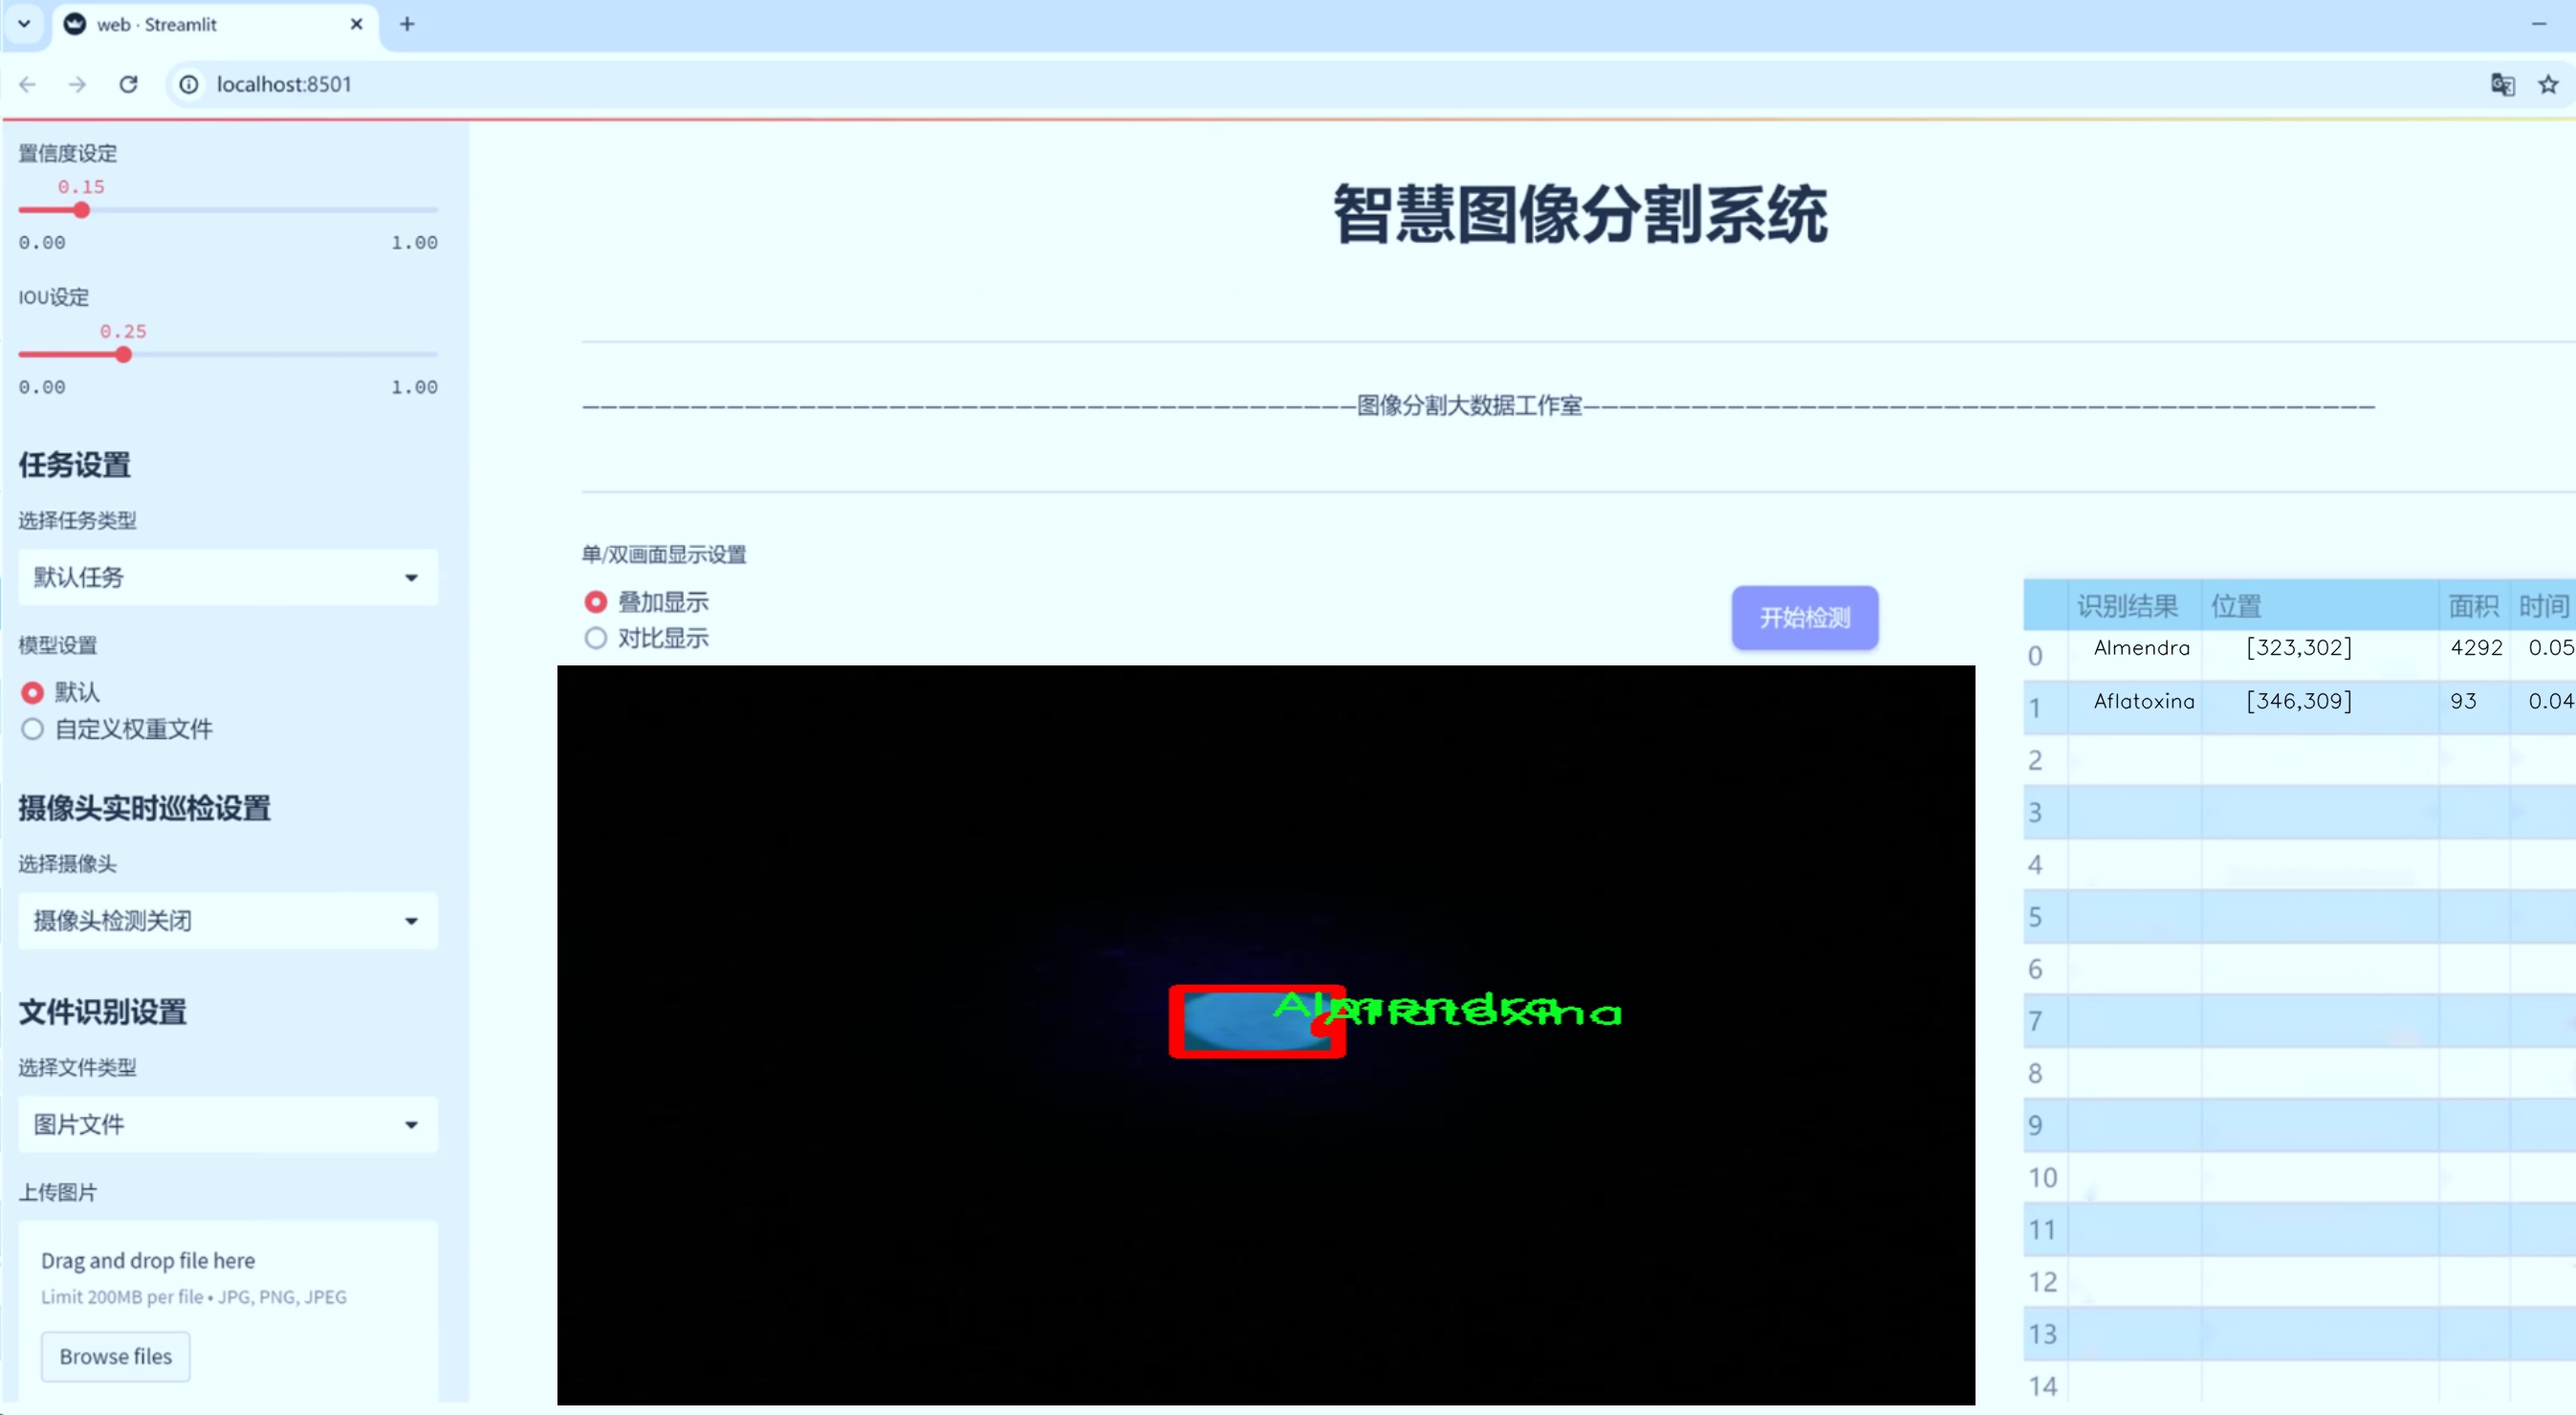 web · Streamlit
localhost:8501
置信度设定
0.15
0.00 1.00
IOU设定
0.25
0.00 1.00
任务设置
选择任务类型
默认任务
模型设置
默认
自定义权重文件
摄像头实时巡检设置
选择摄像头
摄像头检测关闭
文件识别设置
选择文件类型
图片文件
上传图片
Drag and drop file here
Limit 200MB per file • JPG, PNG, JPEG
Browse files
智慧图像分割系统
图像分割大数据工作室
单/双画面显示设置
叠加显示
对比显示
开始检测
Almendra
Aflatoxina
识别结果 位置 面积 时间
0 Almendra [323,302] 4292 0.05
1 Aflatoxina [346,309] 93 0.04
2
3
4
5
6
7
8
9
10
11
12
13
14